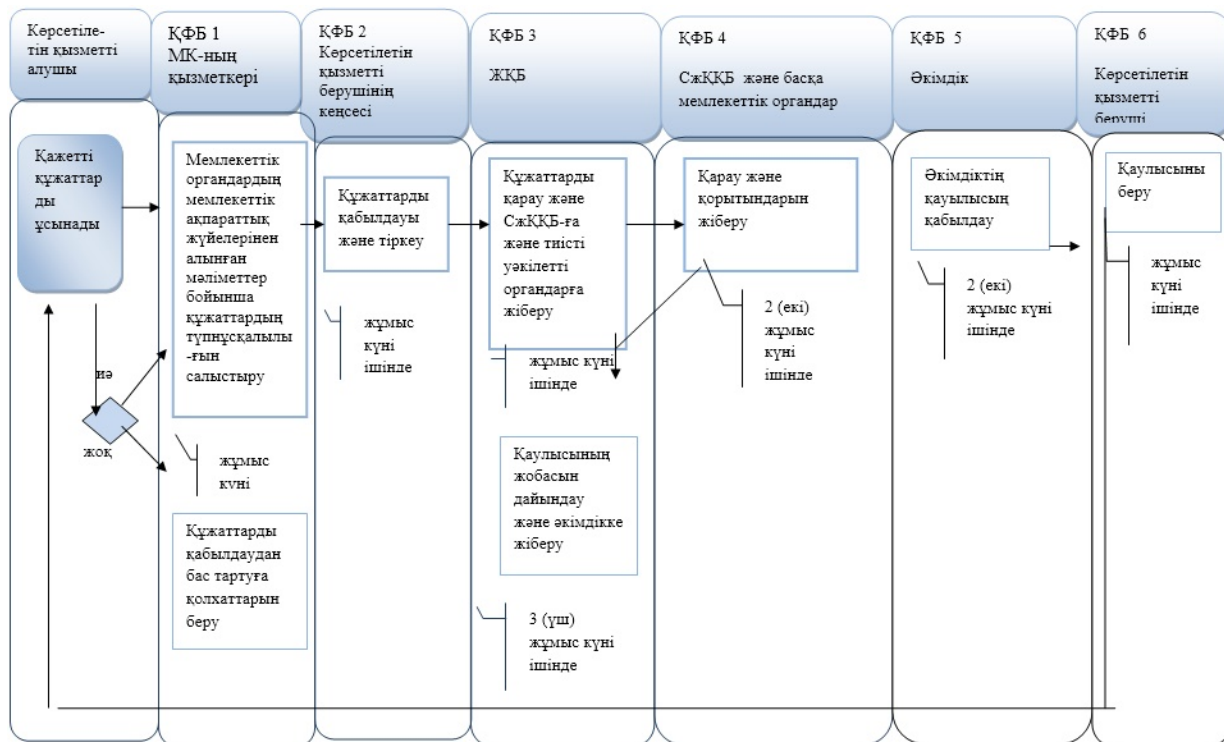 Көрсетіле-
тін қызметті
алушы
ҚФБ 1
МК-ның
қызметкері
ҚФБ 2
Көрсетілетін
қызметті
берушінің
кеңсесі
ҚФБ 3
ЖҚБ
ҚФБ 4
СжҚҚБ және басқа
мемлекеттік органдар
ҚФБ 5
Әкімдік
ҚФБ 6
Көрсетілетін
қызметті
беруші
Қажетті
құжаттар
ды
ұсынады
иә
жоқ
Мемлекеттік
органдардың
мемлекеттік
ақпараттық
жүйелерінен
алынған
мәліметтер
бойынша
құжаттардың
түпнұсқалылы
-ғын
салыстыру
жұмыс
күні
Құжаттарды
қабылдаудан
бас тартуға
қолхаттарын
беру
Құжаттарды
қабылдауы
және тіркеу
жұмыс
күні
ішінде
Құжаттарды
қарау және
СжҚҚБ-ға
және тиісті
уәкілетті
органдарға
жіберу
жұмыс күні
ішінде
Қаулысының
жобасын
дайындау
және әкімдікке
жіберу
3 (үш)
жұмыс күні
ішінде
Қарау және
қорытындарын
жіберу
2 (екі)
жұмыс
күні
ішінде
Әкімдіктің
қауылысың
қабылдау
2 (екі)
жұмыс күні
ішінде
Қаулысыны
беру
жұмыс
күні
ішінде